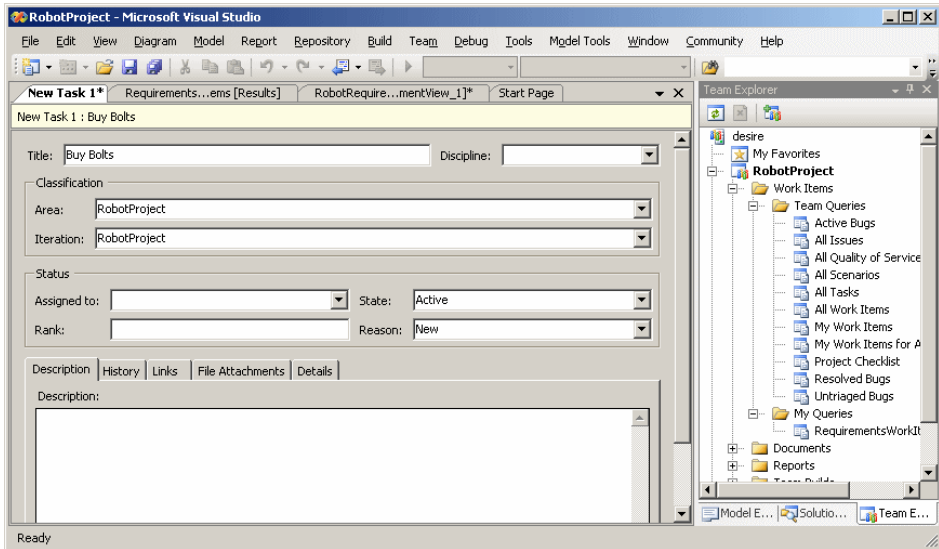 RobotProject - Microsoft Visual Studio
File Edit View Diagram Model Report Repository Build Team Debug Tools Model Tools Window Community Help
New Task 1* Requirements...ems [Results] RobotRequire...mentView_1]* Start Page
New Task 1 : Buy Bolts
Title: Buy Bolts Discipline:
Classification
Area: RobotProject
Iteration: RobotProject
Status
Assigned to: State: Active
Rank: Reason: New
Description History Links File Attachments Details
Description:
Team Explorer
desire
My Favorites
RobotProject
Work Items
Team Queries
Active Bugs
All Issues
All Quality of Service
All Scenarios
All Tasks
All Work Items
My Work Items
My Work Items for A
Project Checklist
Resolved Bugs
Untriaged Bugs
My Queries
RequirementsWorkIt
Documents
Reports
Team Builds
Model E... Solutio... Team E...
Ready